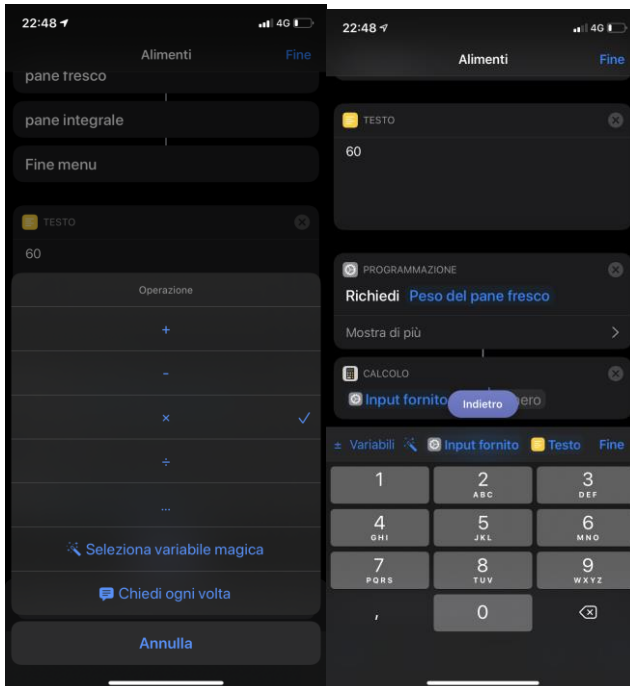 22:48
4G
Alimenti
Fine
pane fresco
pane integrale
Fine menu
TESTO
60
Operazione
+
-
×
÷
...
Seleziona variabile magica
Chiedi ogni volta
Annulla
22:48
4G
Alimenti
Fine
TESTO
60
PROGRAMMAZIONE
Richiedi Peso del pane fresco
Mostra di più
CALCOLO
Input fornito
Indietro
± Variabili Input fornito Testo Fine
1 2 3
ABC DEF
4 5 6
GHI JKL MNO
7 8 9
PQRS TUV WXYZ
, 0